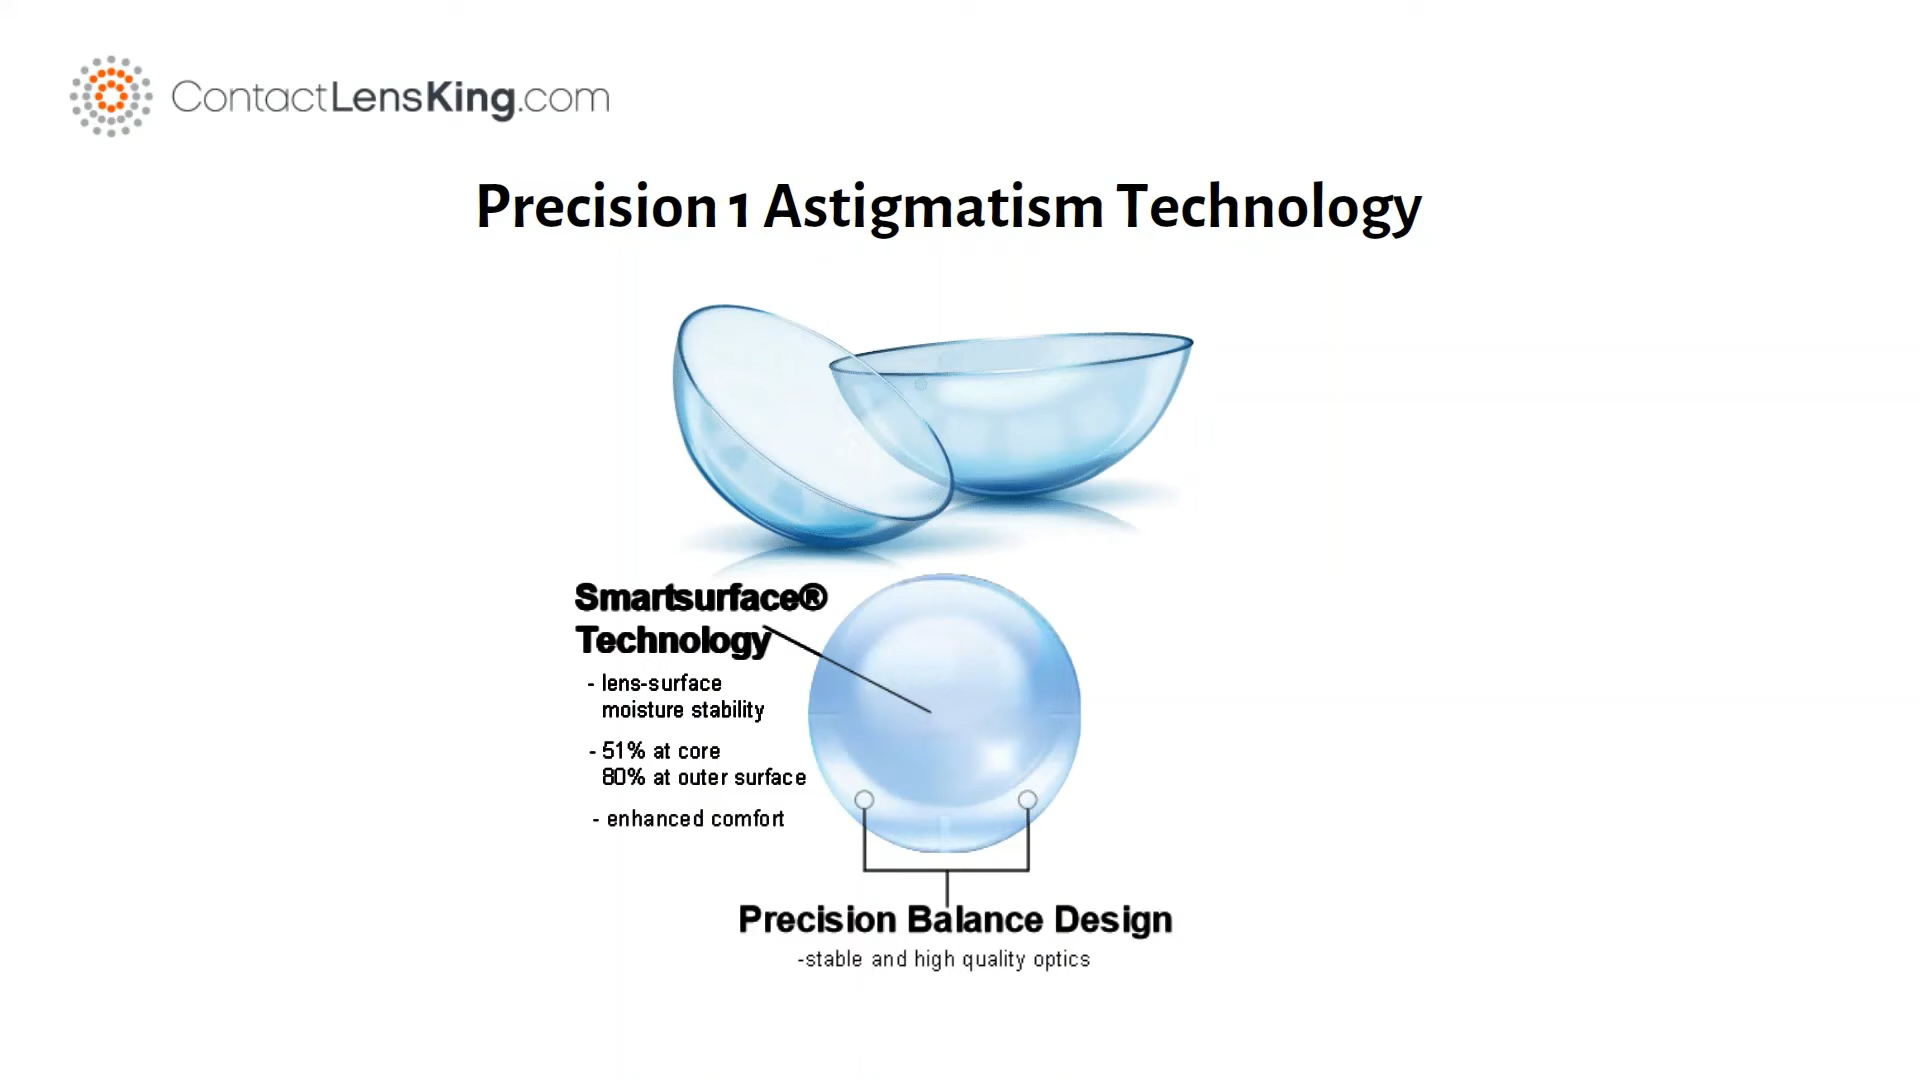 ContactLensKing.com
Precision 1 Astigmatism Technology
Smartsurface®
Technology
- lens-surface
moisture stability
- 51% at core
80% at outer surface
- enhanced comfort
Precision Balance Design
-stable and high quality optics